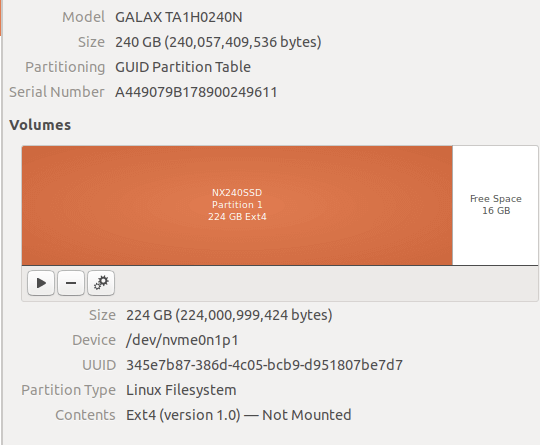 Model GALAX TA1H0240N
Size 240 GB (240,057,409,536 bytes)
Partitioning GUID Partition Table
Serial Number A449079B178900249611
Volumes
NX240SSD
Partition 1
224 GB Ext4
Free Space
16 GB
Size 224 GB (224,000,999,424 bytes)
Device /dev/nvme0n1p1
UUID 345e7b87-386d-4c05-bcb9-d951807be7d7
Partition Type Linux Filesystem
Contents Ext4 (version 1.0) — Not Mounted